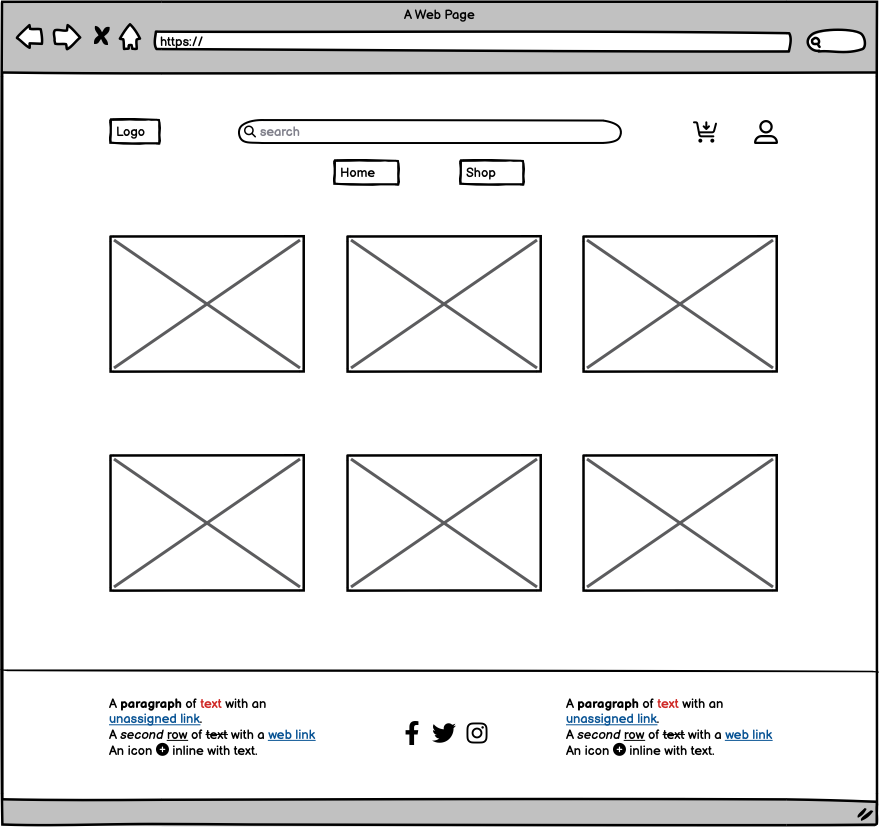 A Web Page
https://
Logo
search
Home
Shop
A paragraph of text with an
unassigned link.
A second row of text with a web link
An icon inline with text.
A paragraph of text with an
unassigned link.
A second row of text with a web link
An icon inline with text.